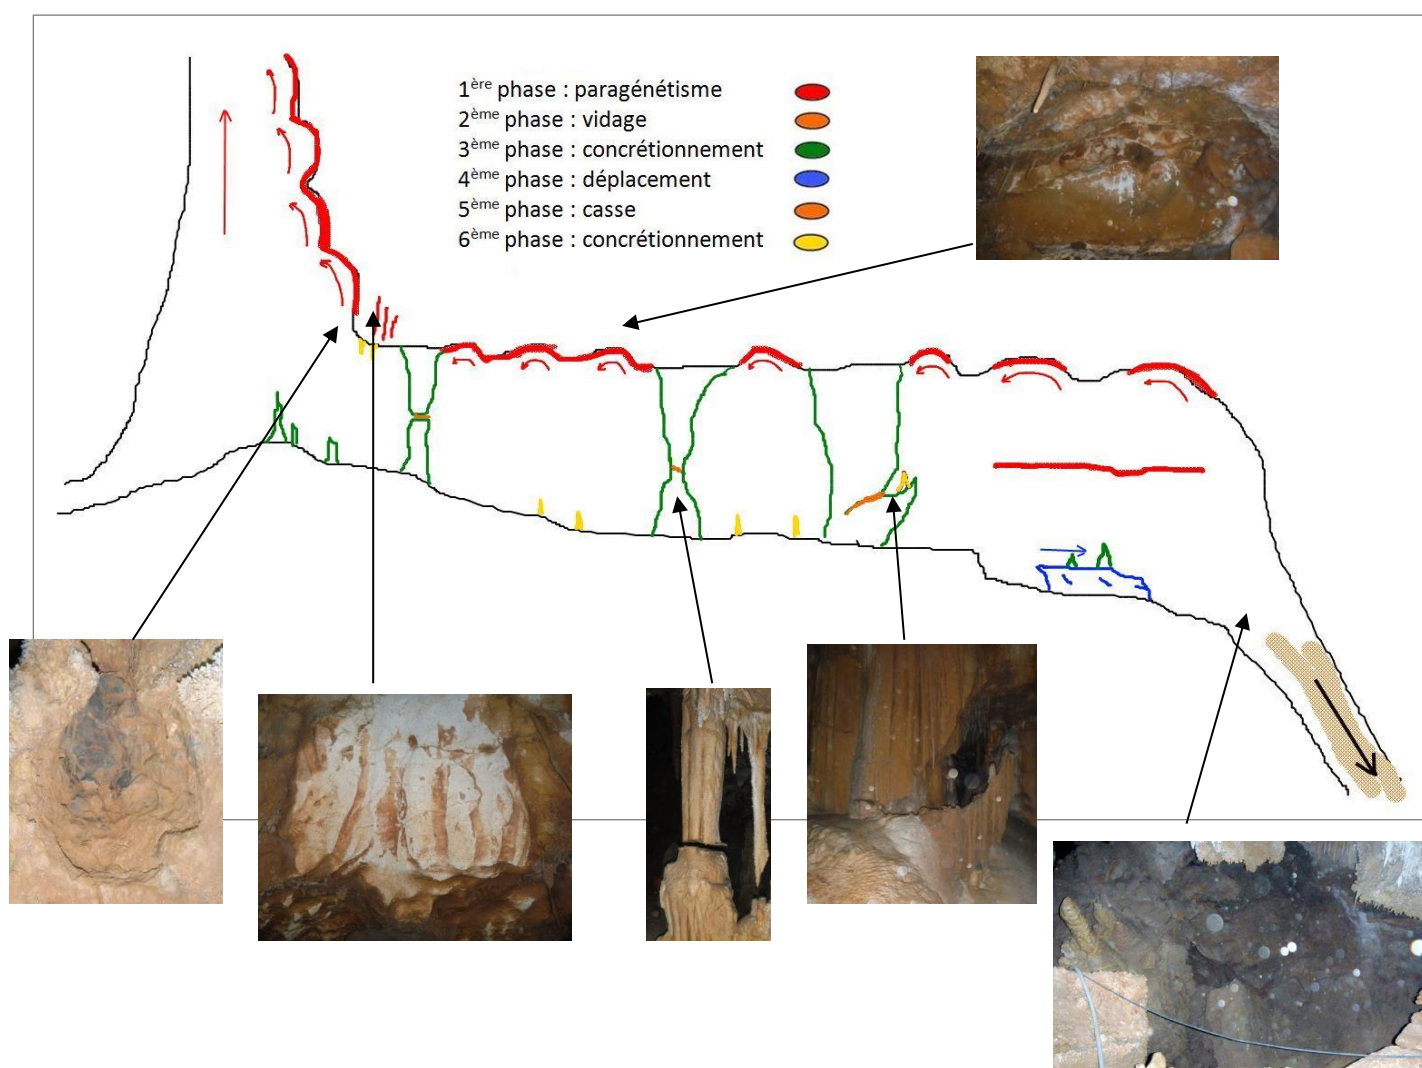 1ère phase : paragénétisme
2ème phase : vidage
3ème phase : concrétionnement
4ème phase : déplacement
5ème phase : casse
6ème phase : concrétionnement